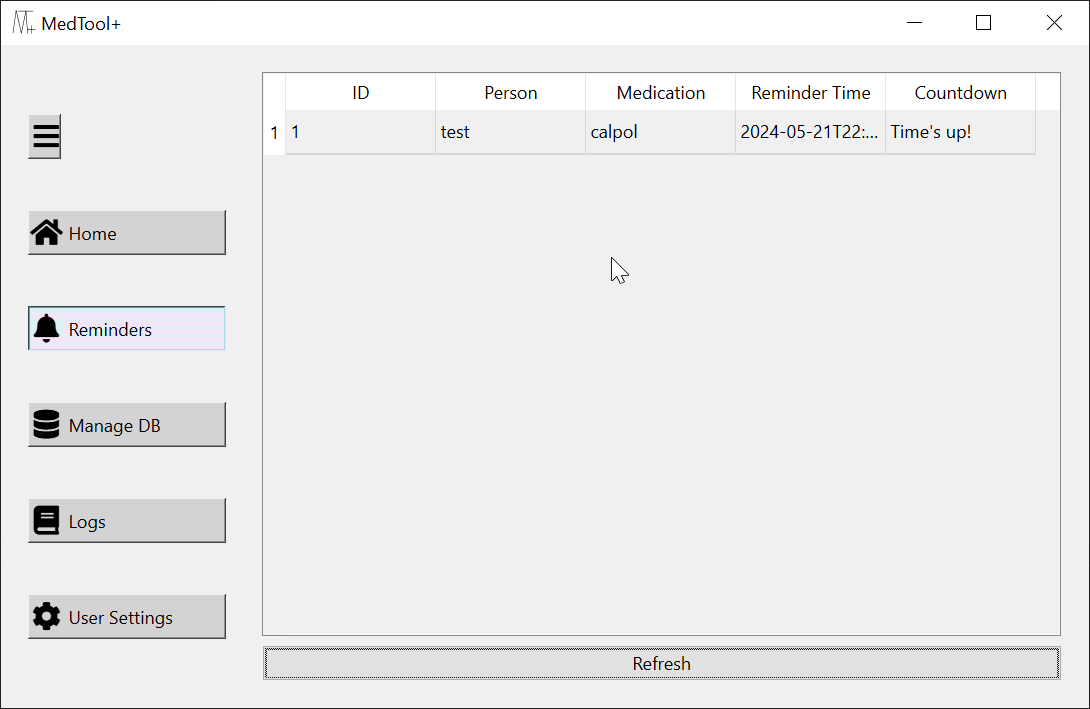 MedTool+
ID Person Medication Reminder Time Countdown
1 1 test calpol 2024-05-21T22:... Time's up!
Home
Reminders
Manage DB
Logs
User Settings
Refresh